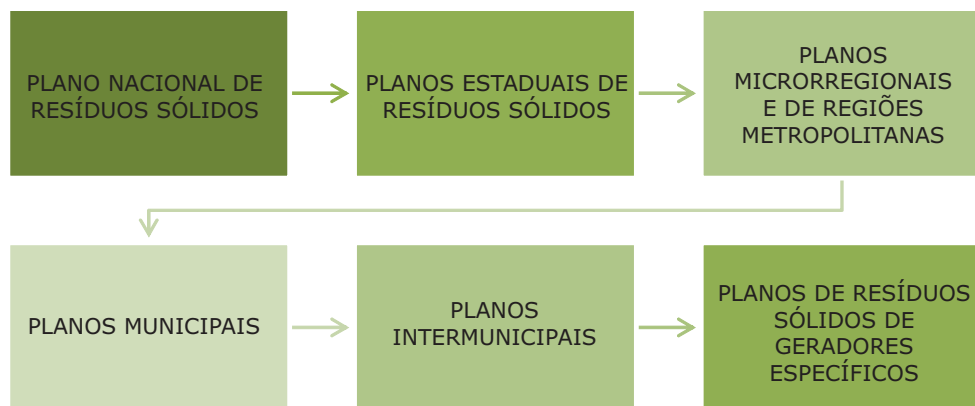 PLANO NACIONAL DE
RESÍDUOS SÓLIDOS
PLANOS ESTADUAIS DE
RESÍDUOS SÓLIDOS
PLANOS
MICRORREGIONAIS
E DE REGIÕES
METROPOLITANAS
PLANOS MUNICIPAIS
PLANOS
INTERMUNICIPAIS
PLANOS DE RESÍDUOS
SÓLIDOS DE
GERADORES
ESPECÍFICOS